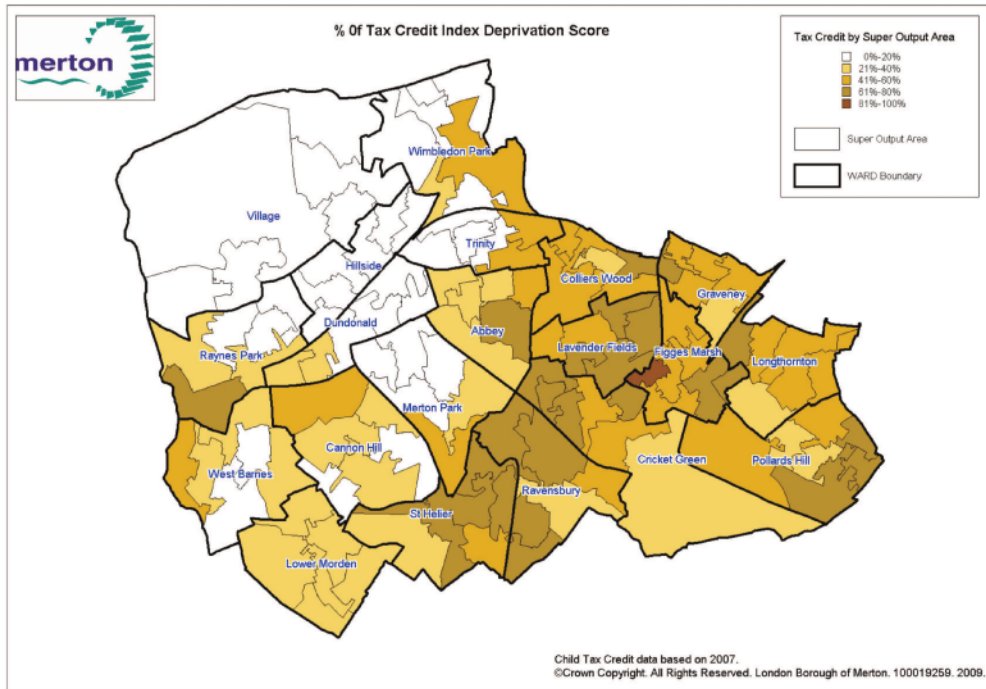 merton
% 0f Tax Credit Index Deprivation Score
Tax Credit by Super Output Area
0%-20%
21%-40%
41%-60%
61%-80%
81%-100%
Super Output Area
WARD Boundary
Wimbledon Park
Village
Trinity
Hillside
Colliers Wood
Graveney
Dundonald
Abbey
Raynes Park
Lavender Fields
Figges Marsh
Longthornton
Merton Park
Cannon Hill
West Barnes
Cricket Green
Pollards Hill
Ravensbury
St Helier
Lower Morden
Child Tax Credit data based on 2007.
©Crown Copyright. All Rights Reserved. London Borough of Merton. 100019259. 2009.